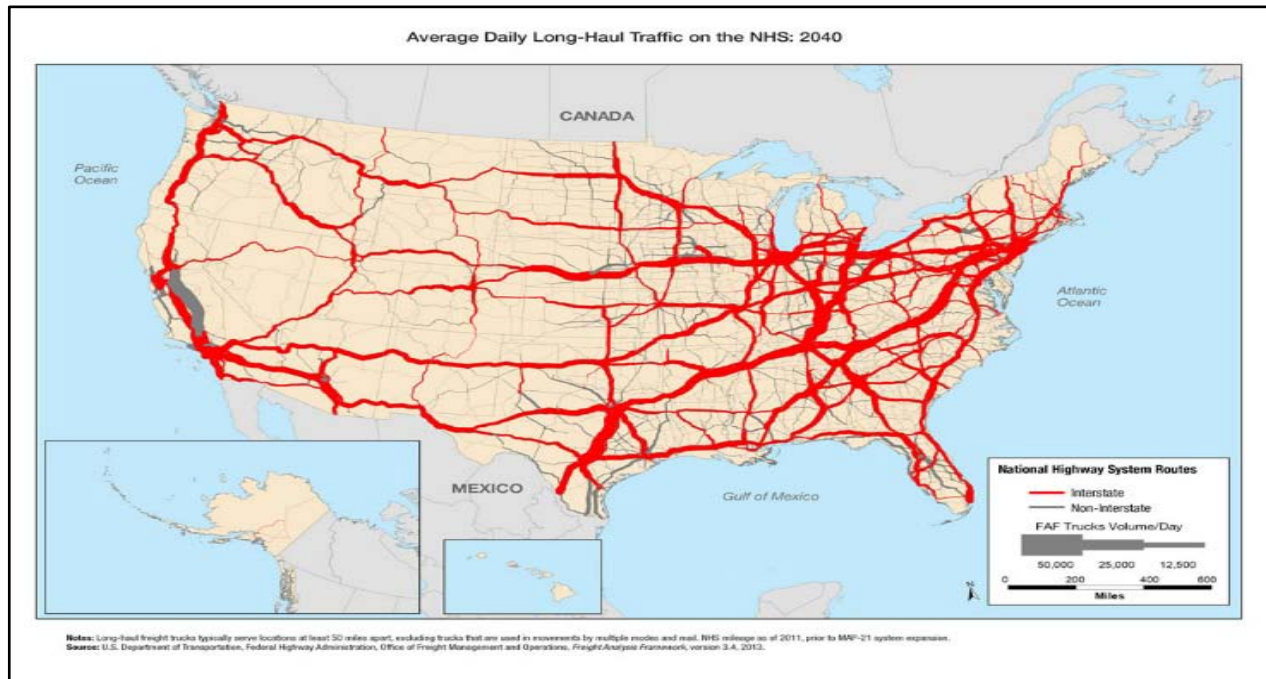 Average Daily Long-Haul Traffic on the NHS: 2040
CANADA
Pacific
Ocean
Atlantic
Ocean
MEXICO
Gulf of Mexico
National Highway System Routes
Interstate
Non-Interstate
FAF Trucks Volume/Day
50,000 25,000 12,500
0 200 400 600
Miles
N
Notes: Long-haul freight trucks typically serve locations at least 50 miles apart, excluding trucks that are used in movements by multiple modes and mail. NHS mileage as of 2011, prior to MAP-21 system expansion.
Source: U.S. Department of Transportation, Federal Highway Administration, Office of Freight Management and Operations, Freight Analysis Framework, version 3.4, 2013.